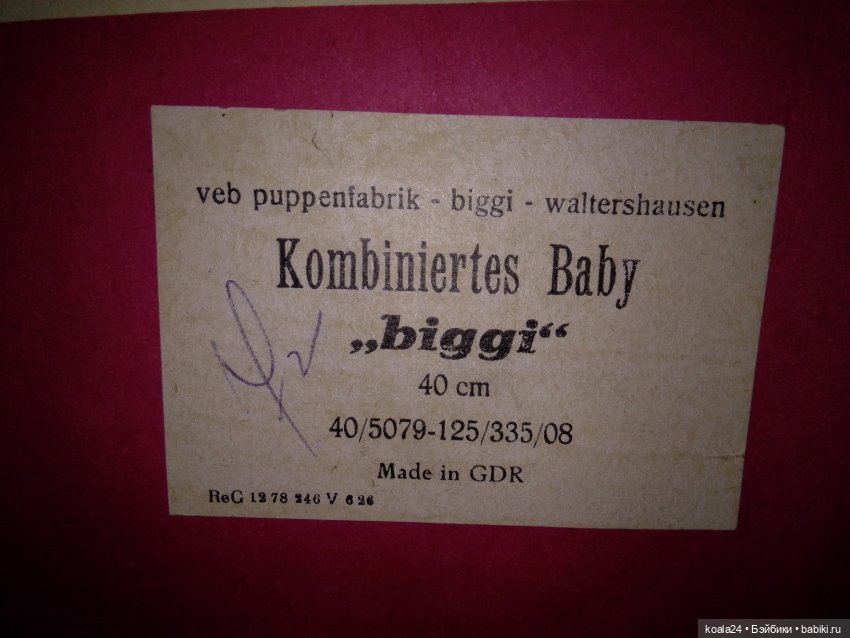 veb puppenfabrik - biggi - waltershausen
Kombiniertes Baby
„biggi“
40 cm
40/5079-125/335/08
Made in GDR
ReG 12 78 246 V 6 26
koala24 • Бэйбики • babiki.ru